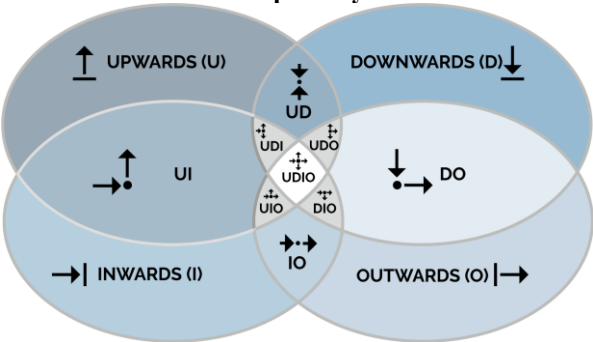 UPWARDS (U)
DOWNWARDS (D)
UD
UDI
UDO
UI
UDIO
DO
UIO
DIO
IO
INWARDS (I)
OUTWARDS (O)